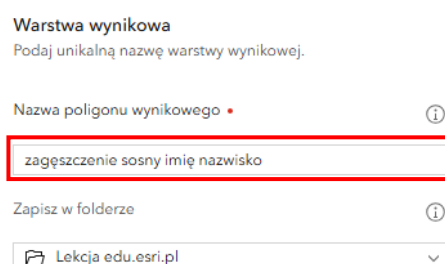 Warstwa wynikowa
Podaj unikalną nazwę warstwy wynikowej.
Nazwa poligonu wynikowego •
zagęszczenie sosny imię nazwisko
Zapisz w folderze
Lekcja edu.esri.pl